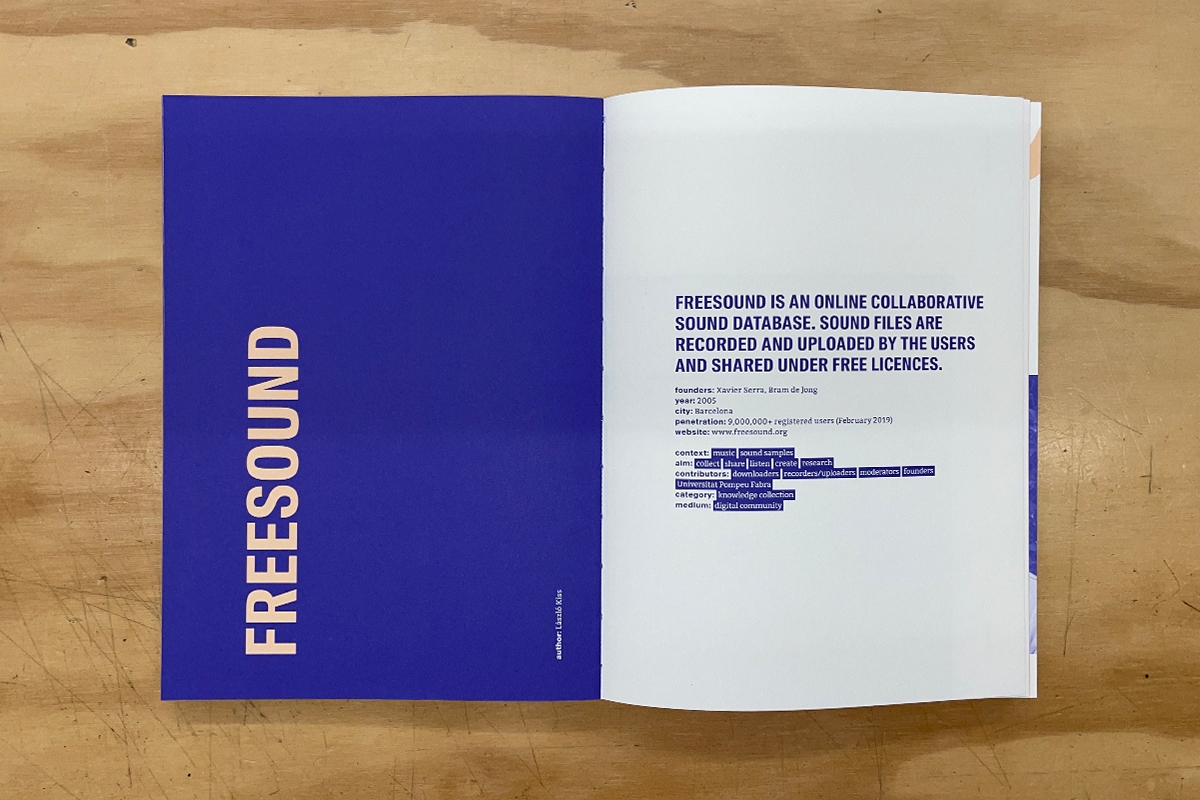 FREESOUND
author: László Kiss
FREESOUND IS AN ONLINE COLLABORATIVE
SOUND DATABASE. SOUND FILES ARE
RECORDED AND UPLOADED BY THE USERS
AND SHARED UNDER FREE LICENCES.
founders: Xavier Serra, Bram de Jong
year: 2005
city: Barcelona
penetration: 9,000,000+ registered users (February 2019)
website: www.freesound.org
context: music sound samples
aim: collect share listen create research
contributors: downloaders recorders/uploaders moderators founders
Universitat Pompeu Fabra
category: knowledge collection
medium: digital community